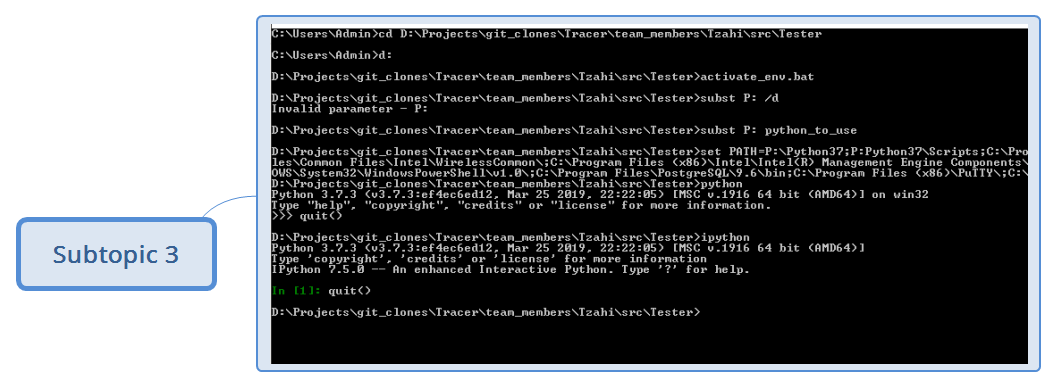 Subtopic 3
C:\Users\Admin>cd D:\Projects\git_clones\Tracer\team_members\Tzahi\src\Tester
C:\Users\Admin>d:
D:\Projects\git_clones\Tracer\team_members\Tzahi\src\Tester>activate_env.bat
D:\Projects\git_clones\Tracer\team_members\Tzahi\src\Tester>subst P: /d
Invalid parameter - P:
D:\Projects\git_clones\Tracer\team_members\Tzahi\src\Tester>subst P: python_to_use
D:\Projects\git_clones\Tracer\team_members\Tzahi\src\Tester>set PATH=P:\Python37;P:Python37\Scripts;C:\Pro
les\Common Files\Intel\WirelessCommon\;C:\Program Files (x86)\Intel\Intel(R) Management Engine Components\
OWS\System32\WindowsPowerShell\v1.0\;C:\Program Files\PostgreSQL\9.6\bin;C:\Program Files (x86)\PuTTY\;C:\
D:\Projects\git_clones\Tracer\team_members\Tzahi\src\Tester>python
Python 3.7.3 (v3.7.3:ef4ec6ed12, Mar 25 2019, 22:22:05) [MSC v.1916 64 bit (AMD64)] on win32
Type "help", "copyright", "credits" or "license" for more information.
>>> quit()
D:\Projects\git_clones\Tracer\team_members\Tzahi\src\Tester>ipython
Python 3.7.3 (v3.7.3:ef4ec6ed12, Mar 25 2019, 22:22:05) [MSC v.1916 64 bit (AMD64)]
Type 'copyright', 'credits' or 'license' for more information
IPython 7.5.0 -- An enhanced Interactive Python. Type '?' for help.
In [1]: quit()
D:\Projects\git_clones\Tracer\team_members\Tzahi\src\Tester>